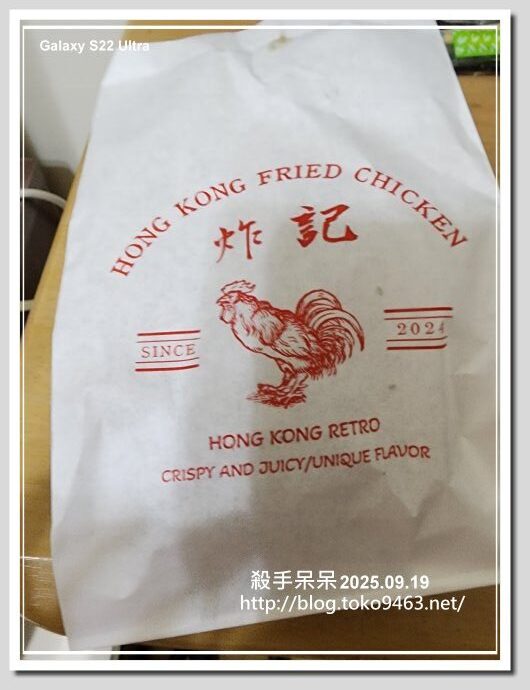 Galaxy S22 Ultra
HONG KONG FRIED CHICKEN
炸記
SINCE
2024
HONG KONG RETRO
CRISPY AND JUICY/UNIQUE FLAVOR
殺手呆呆 2025.09.19
http://blog.toko9463.net/